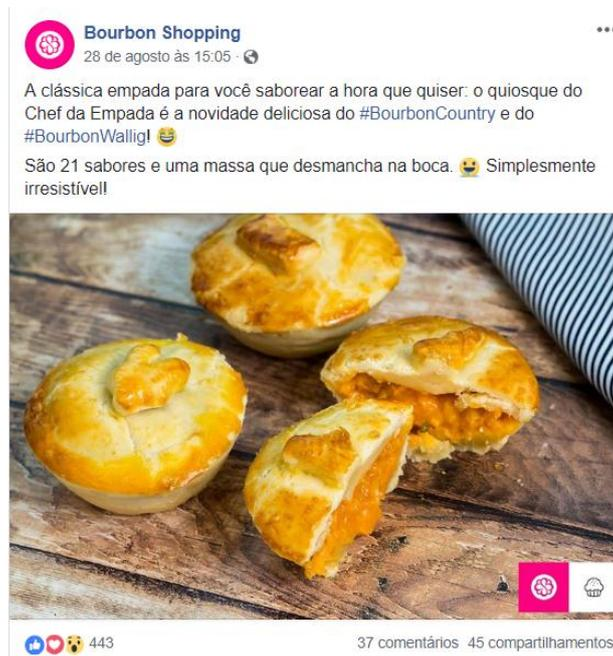 Bourbon Shopping
28 de agosto às 15:05 ·
A clássica empada para você saborear a hora que quiser: o quiosque do
Chef da Empada é a novidade deliciosa do #BourbonCountry e do
#BourbonWallig! 😂
São 21 sabores e uma massa que desmancha na boca. 😃 Simplesmente
irresistível!
443
37 comentários 45 compartilhamentos